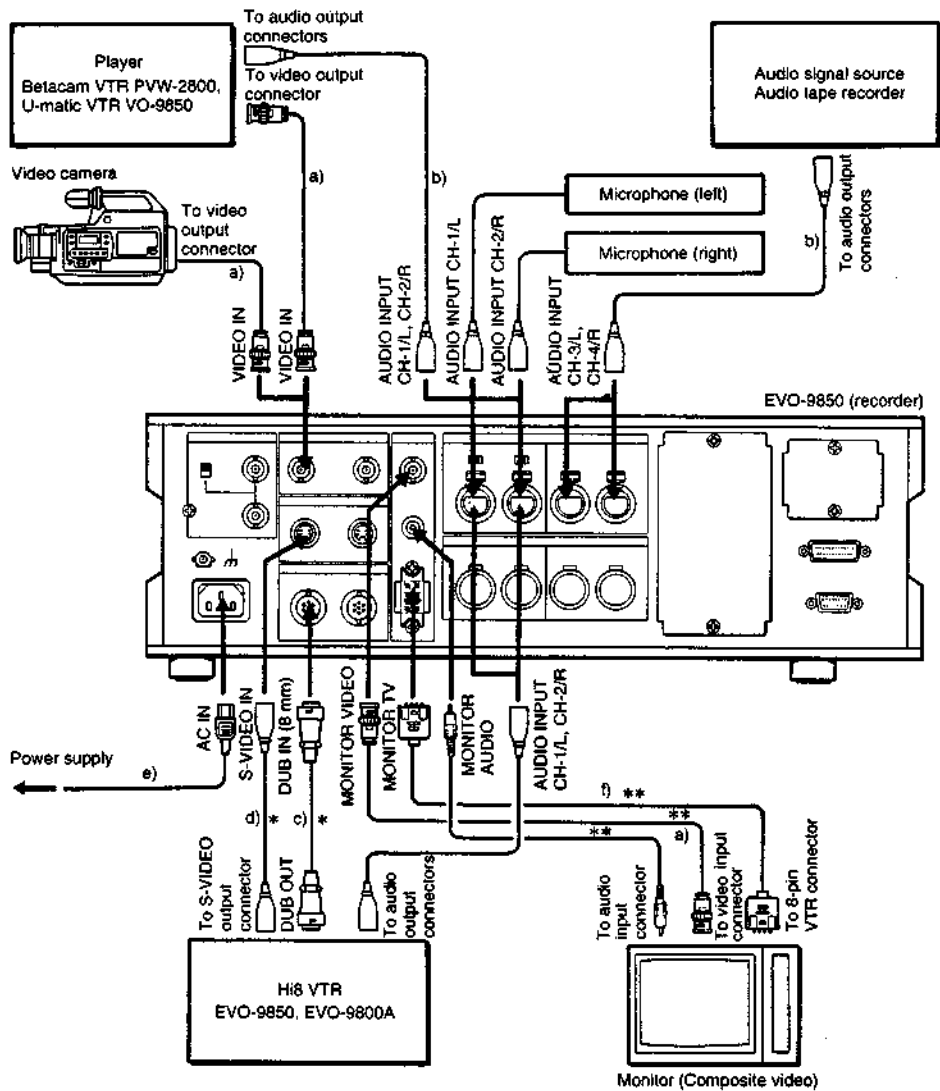 To audio output
connectors
Player
Betacam VTR PVW-2800,
U-matic VTR VO-9850
To video output
connector
Audio signal source
Audio tape recorder
a)
b)
Video camera
To video
output
connector
a)
Microphone (left)
Microphone (right)
b)
To audio output
connectors
VIDEO IN
VIDEO IN
AUDIO INPUT
CH-1/L, CH-2/R
AUDIO INPUT CH-1/L
AUDIO INPUT CH-2/R
AUDIO INPUT
CH-3/L,
CH-4/R
EVO-9850 (recorder)
AC IN
S-VIDEO IN
DUB IN (8 mm)
MONITOR VIDEO
MONITOR TV
MONITOR
AUDIO
AUDIO INPUT
CH-1/L, CH-2/R
Power supply
e)
d) *
c) *
f) **
**
a)
**
To S-VIDEO
output
connector
DUB OUT
To audio
output
connectors
To audio
input
connector
To video input
connector
To 8-pin
VTR connector
Hi8 VTR
EVO-9850, EVO-9800A
Monitor (Composite video)